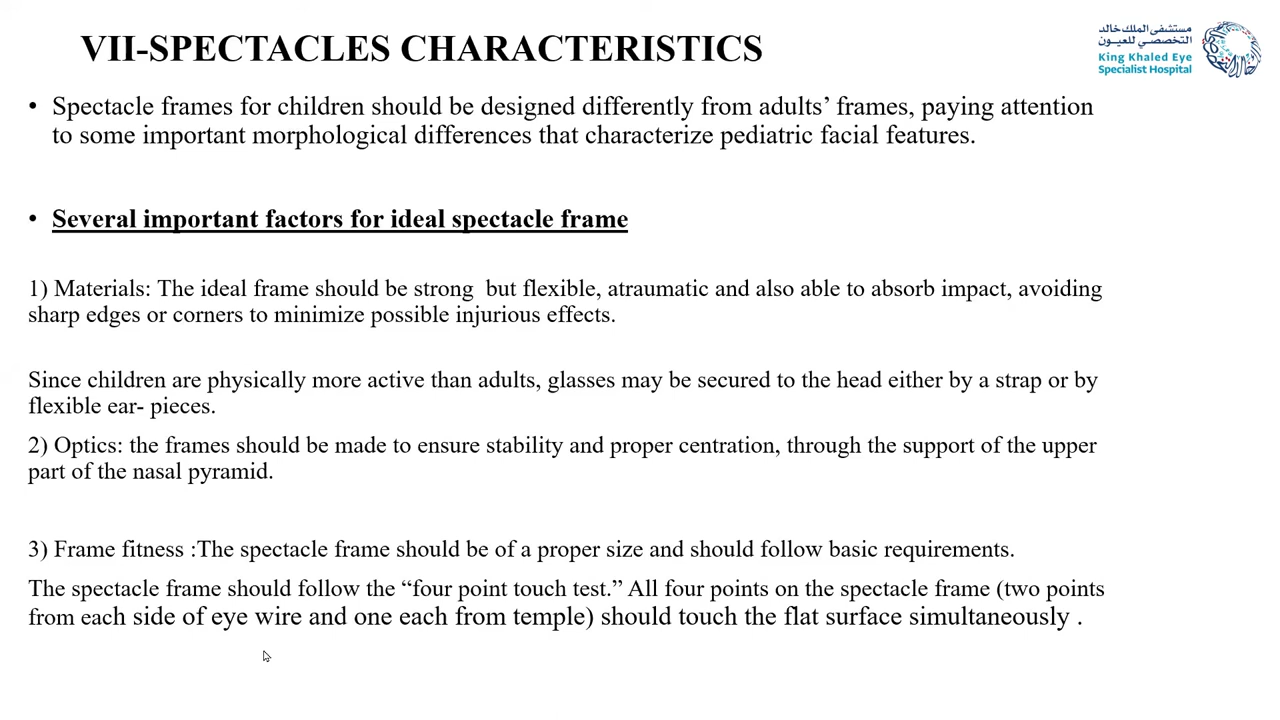 VII-SPECTACLES CHARACTERISTICS
مستشفى الملك خالد
التخصصي للعيون
King Khaled Eye
Specialist Hospital
• Spectacle frames for children should be designed differently from adults’ frames, paying attention
to some important morphological differences that characterize pediatric facial features.
• Several important factors for ideal spectacle frame
1) Materials: The ideal frame should be strong  but flexible, atraumatic and also able to absorb impact, avoiding
sharp edges or corners to minimize possible injurious effects.
Since children are physically more active than adults, glasses may be secured to the head either by a strap or by
flexible ear- pieces.
2) Optics: the frames should be made to ensure stability and proper centration, through the support of the upper
part of the nasal pyramid.
3) Frame fitness :The spectacle frame should be of a proper size and should follow basic requirements.
The spectacle frame should follow the “four point touch test.” All four points on the spectacle frame (two points
from each side of eye wire and one each from temple) should touch the flat surface simultaneously .